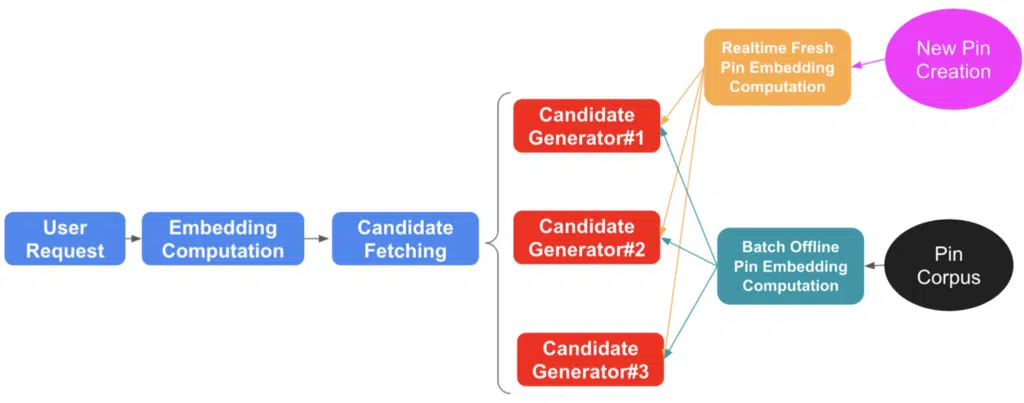 User
Request
Embedding
Computation
Candidate
Fetching
Candidate
Generator#1
Candidate
Generator#2
Candidate
Generator#3
Realtime Fresh
Pin Embedding
Computation
Batch Offline
Pin Embedding
Computation
New Pin
Creation
Pin
Corpus